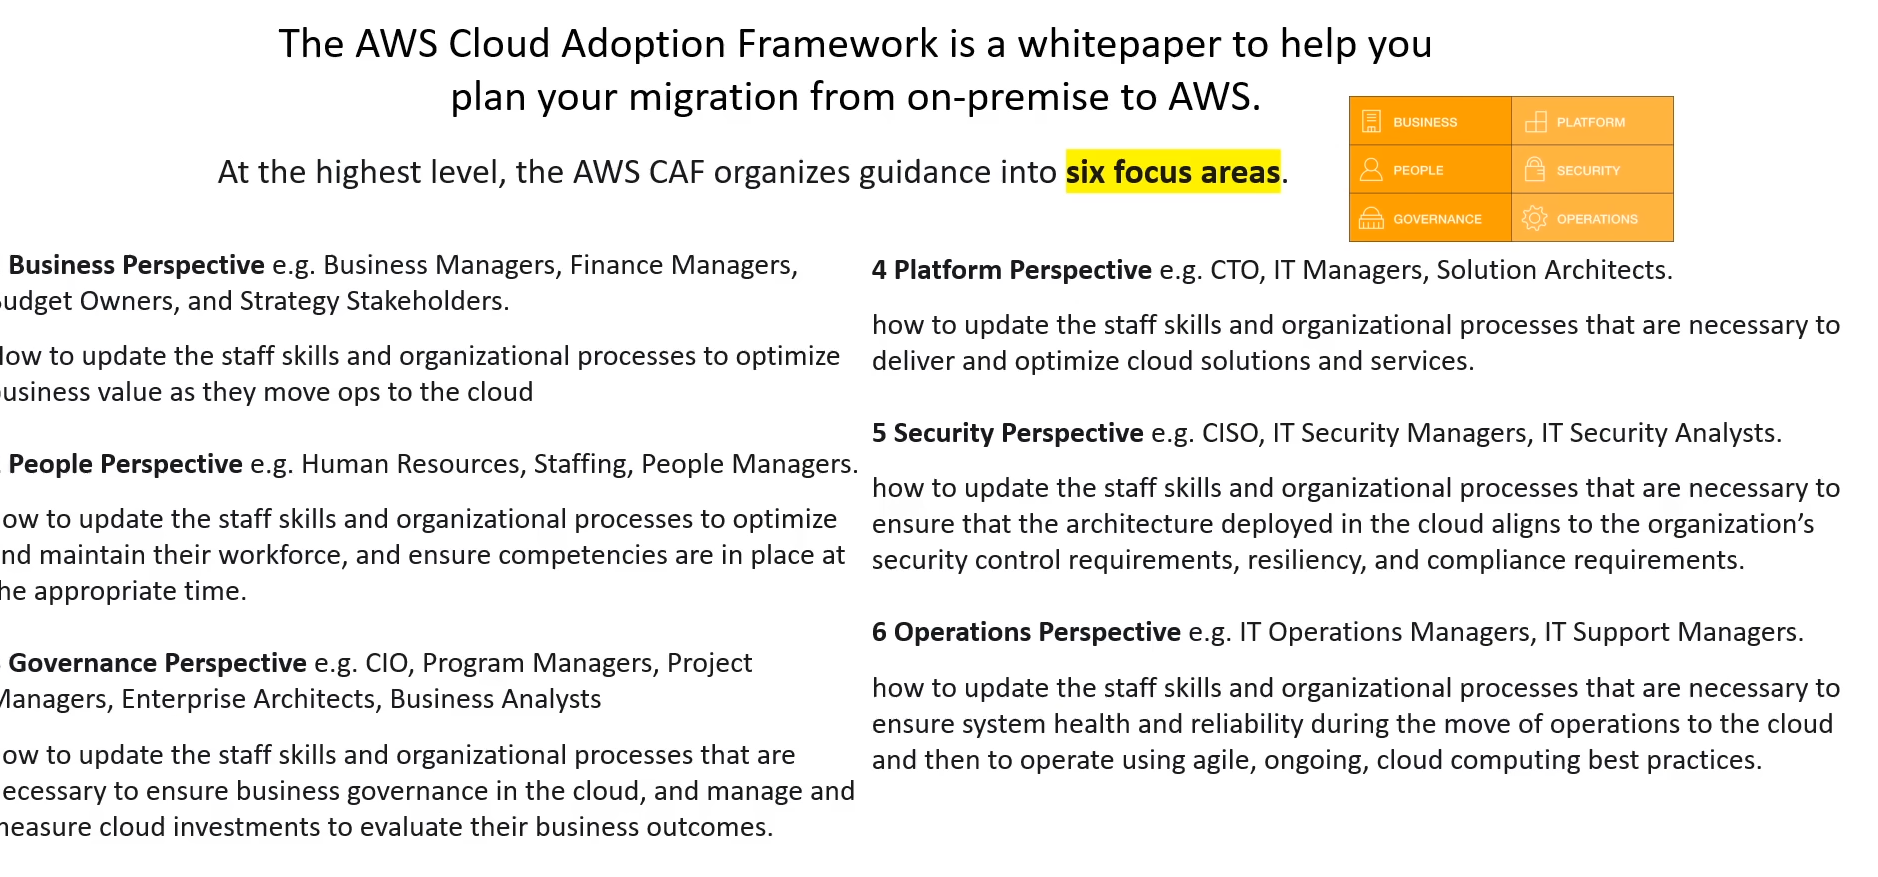 The AWS Cloud Adoption Framework is a whitepaper to help you
plan your migration from on-premise to AWS.
At the highest level, the AWS CAF organizes guidance into six focus areas.
BUSINESS PLATFORM
PEOPLE SECURITY
GOVERNANCE OPERATIONS
Business Perspective e.g. Business Managers, Finance Managers,
Budget Owners, and Strategy Stakeholders.
How to update the staff skills and organizational processes to optimize
business value as they move ops to the cloud
People Perspective e.g. Human Resources, Staffing, People Managers.
how to update the staff skills and organizational processes to optimize
and maintain their workforce, and ensure competencies are in place at
the appropriate time.
Governance Perspective e.g. CIO, Program Managers, Project
Managers, Enterprise Architects, Business Analysts
how to update the staff skills and organizational processes that are
necessary to ensure business governance in the cloud, and manage and
measure cloud investments to evaluate their business outcomes.
4 Platform Perspective e.g. CTO, IT Managers, Solution Architects.
how to update the staff skills and organizational processes that are necessary to
deliver and optimize cloud solutions and services.
5 Security Perspective e.g. CISO, IT Security Managers, IT Security Analysts.
how to update the staff skills and organizational processes that are necessary to
ensure that the architecture deployed in the cloud aligns to the organization’s
security control requirements, resiliency, and compliance requirements.
6 Operations Perspective e.g. IT Operations Managers, IT Support Managers.
how to update the staff skills and organizational processes that are necessary to
ensure system health and reliability during the move of operations to the cloud
and then to operate using agile, ongoing, cloud computing best practices.